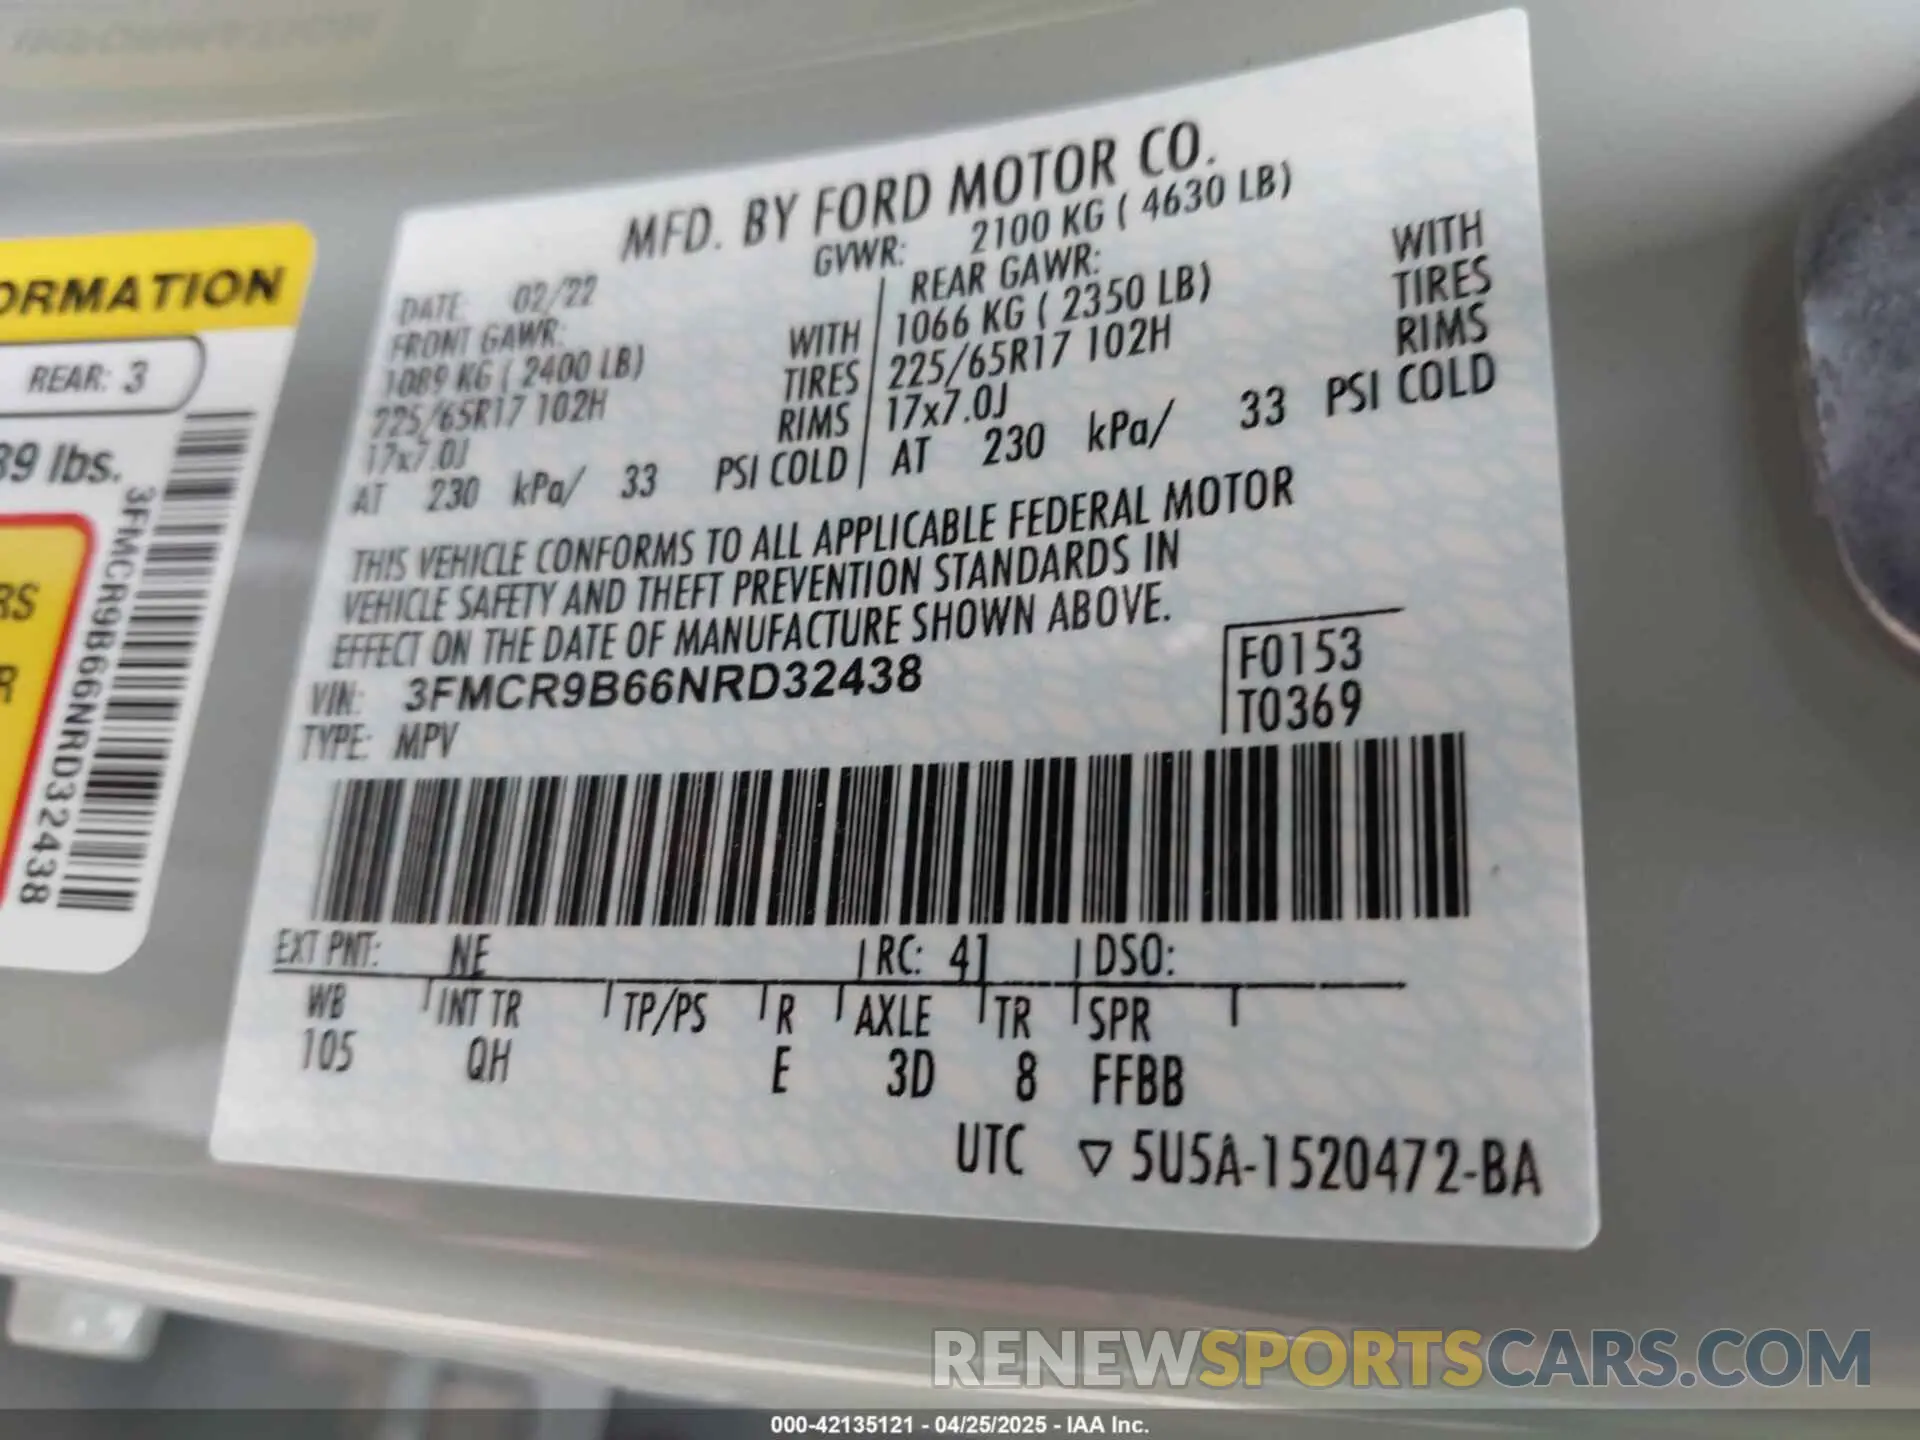 ORMATION
REAR: 3
39 lbs.
RS
R
3FMCR9B66NRD32438
MFD. BY FORD MOTOR CO.
DATE: 02/22
GVWR: 2100 KG ( 4630 LB)
FRONT GAWR:
1089 KG ( 2400 LB) WITH
225/65R17 102H TIRES
17x7.0J RIMS
AT 230 kPa/ 33 PSI COLD
REAR GAWR:
1066 KG ( 2350 LB) WITH
225/65R17 102H TIRES
17x7.0J RIMS
AT 230 kPa/ 33 PSI COLD
THIS VEHICLE CONFORMS TO ALL APPLICABLE FEDERAL MOTOR
VEHICLE SAFETY AND THEFT PREVENTION STANDARDS IN
EFFECT ON THE DATE OF MANUFACTURE SHOWN ABOVE.
VIN: 3FMCR9B66NRD32438
TYPE: MPV
F0153
T0369
EXT PNT: NE RC: 41 DSO:
WB INT TR TP/PS R AXLE TR SPR
105 QH E 3D 8 FFBB
UTC ▽ 5U5A-1520472-BA
RENEWSPORTSCARS.COM
000-42135121 - 04/25/2025 - IAA Inc.